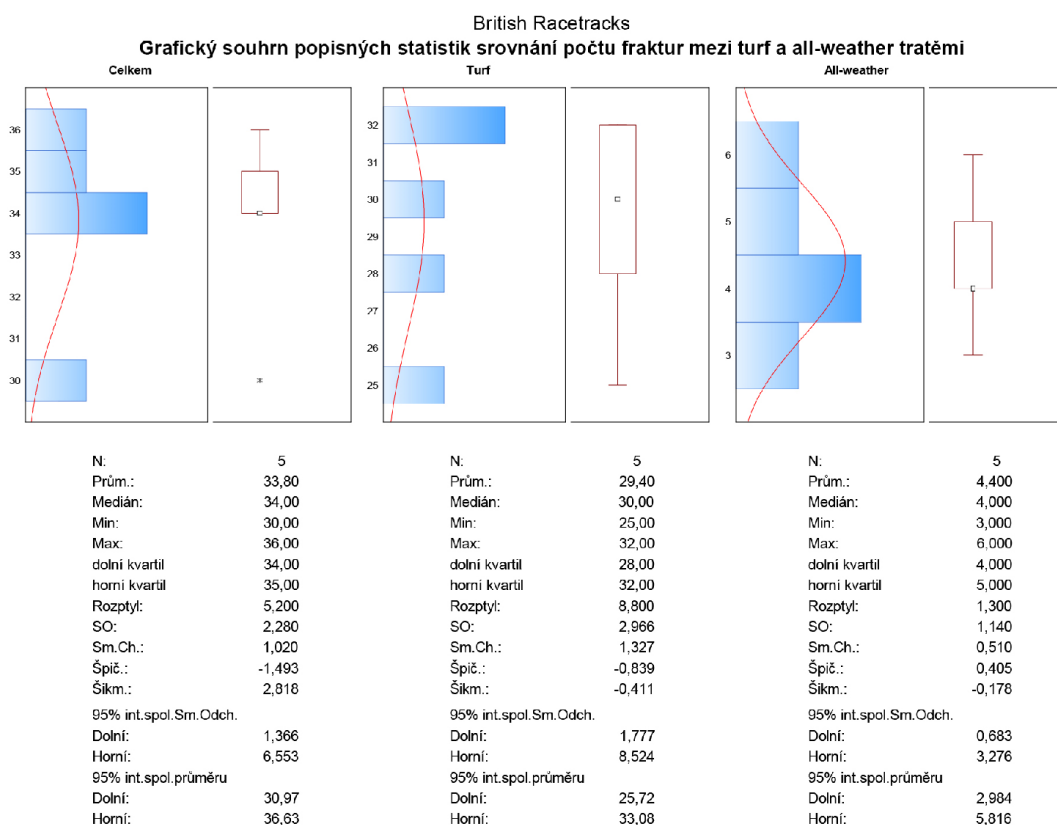 British Racetracks
Grafický souhrn popisných statistik srovnání počtu fraktur mezi turf a all-weather tratěmi
Celkem
36
35
34
33
32
31
30
N: 5
Prům.: 33,80
Medián: 34,00
Min: 30,00
Max: 36,00
dolní kvartil 34,00
horní kvartil 35,00
Rozptyl: 5,200
SO: 2,280
Sm.Ch.: 1,020
Špič.: -1,493
Šikm.: 2,818
95% int.spol.Sm.Odch.
Dolní: 1,366
Horní: 6,553
95% int.spol.průměru
Dolní: 30,97
Horní: 36,63
Turf
32
31
30
29
28
27
26
25
N: 5
Prům.: 29,40
Medián: 30,00
Min: 25,00
Max: 32,00
dolní kvartil 28,00
horní kvartil 32,00
Rozptyl: 8,800
SO: 2,966
Sm.Ch.: 1,327
Špič.: -0,839
Šikm.: -0,411
95% int.spol.Sm.Odch.
Dolní: 1,777
Horní: 8,524
95% int.spol.průměru
Dolní: 25,72
Horní: 33,08
All-weather
6
5
4
3
N: 5
Prům.: 4,400
Medián: 4,000
Min: 3,000
Max: 6,000
dolní kvartil 4,000
horní kvartil 5,000
Rozptyl: 1,300
SO: 1,140
Sm.Ch.: 0,510
Špič.: 0,405
Šikm.: -0,178
95% int.spol.Sm.Odch.
Dolní: 0,683
Horní: 3,276
95% int.spol.průměru
Dolní: 2,984
Horní: 5,816